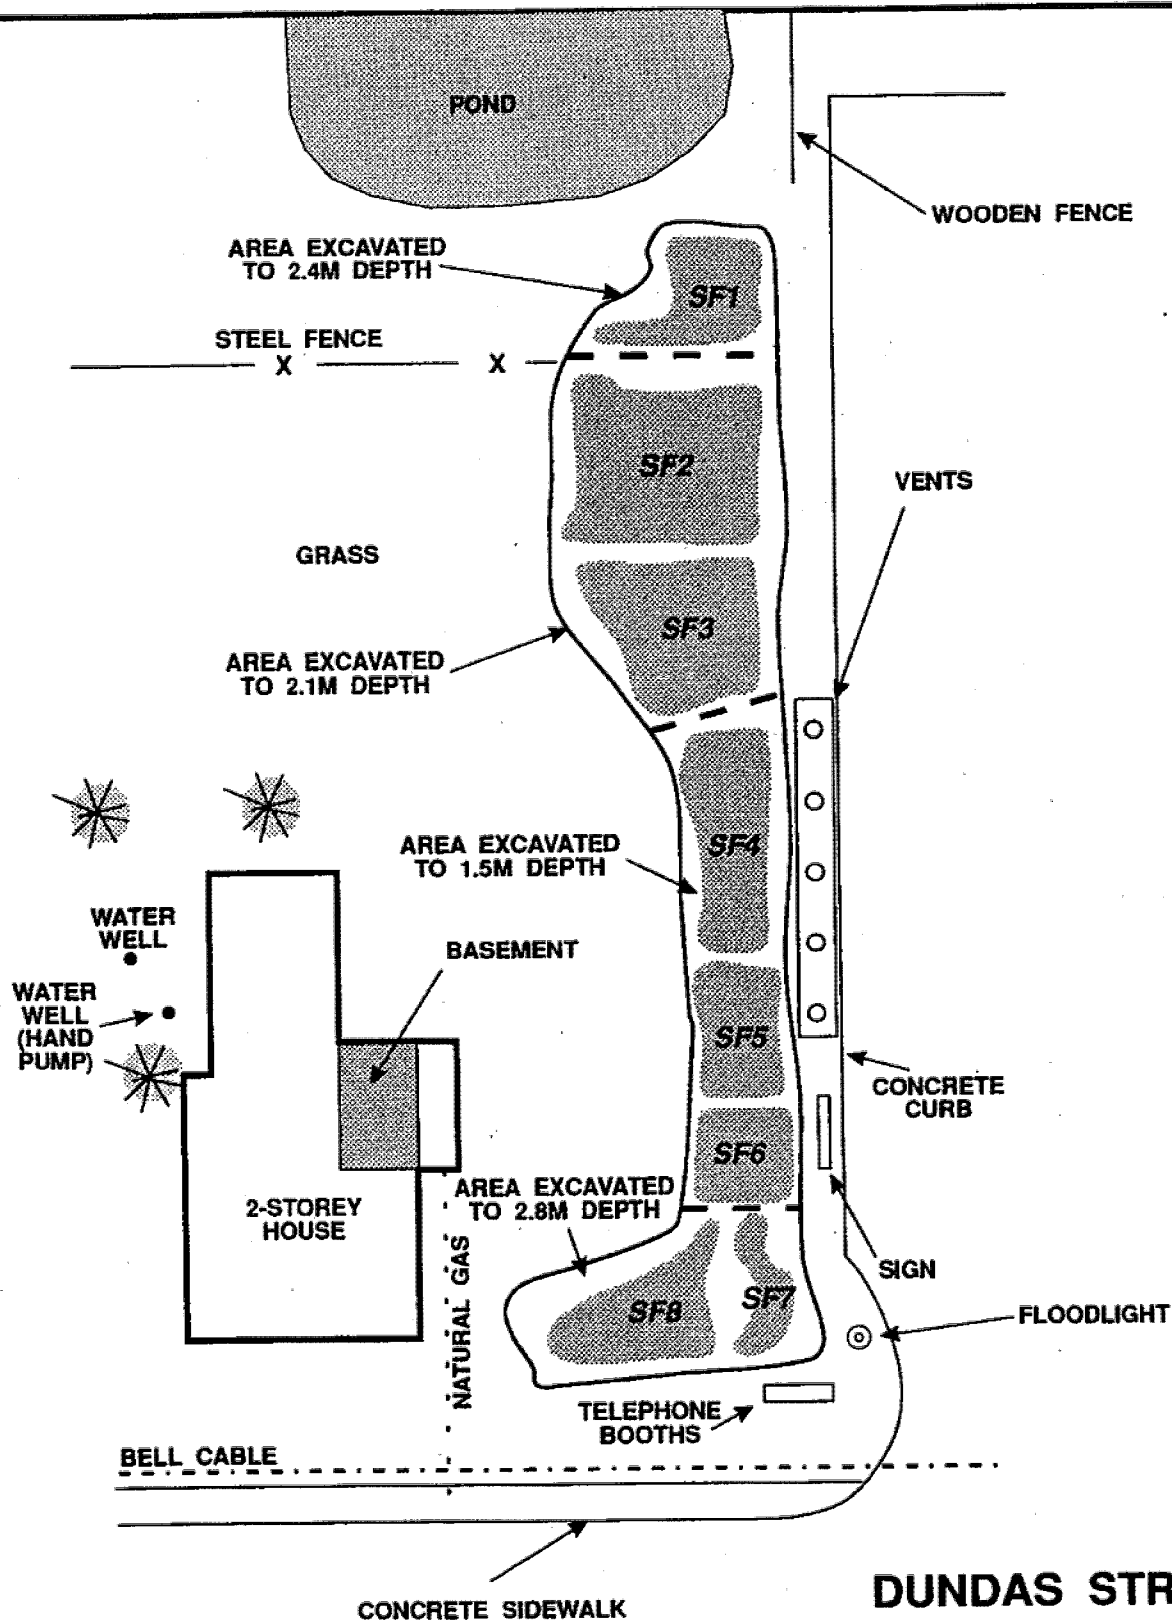 POND
WOODEN FENCE
AREA EXCAVATED
TO 2.4M DEPTH
SF1
STEEL FENCE
X
X
SF2
VENTS
GRASS
SF3
AREA EXCAVATED
TO 2.1M DEPTH
AREA EXCAVATED
TO 1.5M DEPTH
SF4
WATER
WELL
BASEMENT
WATER
WELL
(HAND
PUMP)
SF5
CONCRETE
CURB
SF6
AREA EXCAVATED
TO 2.8M DEPTH
2-STOREY
HOUSE
NATURAL GAS
SIGN
SF8
SF7
FLOODLIGHT
TELEPHONE
BOOTHS
BELL CABLE
DUNDAS STR
CONCRETE SIDEWALK